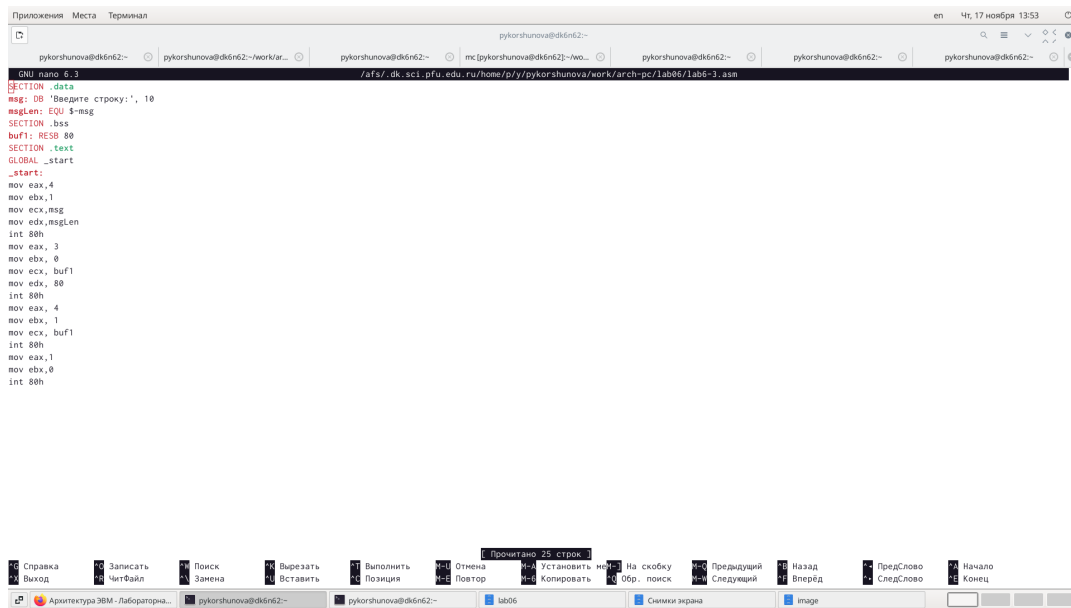 Приложения Места Терминал en Чт, 17 ноября 13:53
pykorshunova@dk6n62:~
pykorshunova@dk6n62:~ pykorshunova@dk6n62:~/work/ar... pykorshunova@dk6n62:~ mc [pykorshunova@dk6n62]:~/wo... pykorshunova@dk6n62:~ pykorshunova@dk6n62:~ pykorshunova@dk6n62:~
GNU nano 6.3 /afs/.dk.sci.pfu.edu.ru/home/p/y/pykorshunova/work/arch-pc/lab06/lab6-3.asm
SECTION .data
msg: DB 'Введите строку:', 10
msgLen: EQU $-msg
SECTION .bss
buf1: RESB 80
SECTION .text
GLOBAL _start
_start:
mov eax,4
mov ebx,1
mov ecx,msg
mov edx,msgLen
int 80h
mov eax, 3
mov ebx, 0
mov ecx, buf1
mov edx, 80
int 80h
mov eax, 4
mov ebx, 1
mov ecx, buf1
int 80h
mov eax,1
mov ebx,0
int 80h
[ Прочитано 25 строк ]
^G Справка ^O Записать ^W Поиск ^K Вырезать ^T Выполнить M-U Отмена M-A Установить ме M-] На скобку M-Q Предыдущий ^B Назад ^◂ ПредСлово ^A Начало
^X Выход ^R ЧитФайл ^\ Замена ^U Вставить ^C Позиция M-E Повтор M-6 Копировать ^Q Обр. поиск M-W Следующий ^F Вперёд ^▸ СледСлово ^E Конец
Архитектура ЭВМ - Лабораторна... pykorshunova@dk6n62:~ pykorshunova@dk6n62:~ lab06 Снимки экрана image